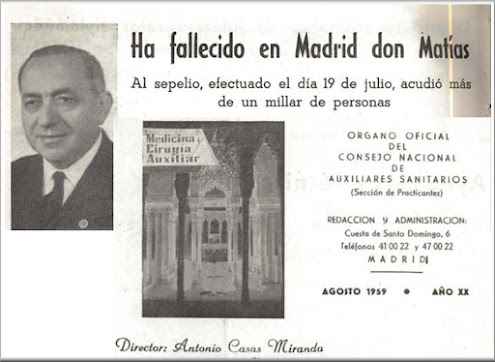 Ha fallecido en Madrid don Matías
Al sepelio, efectuado el día 19 de julio, acudió más
de un millar de personas
Medicina y
Cirugía
Auxiliar
ORGANO OFICIAL
DEL
CONSEJO NACIONAL
DE
AUXILIARES SANITARIOS
(Sección de Practicantes)
REDACCION y ADMINISTRACION:
Cuesta de Santo Domingo, 6
Teléfonos 41 00 22 y 47 00 22
MADRID
AGOSTO 1959 • AÑO XX
Director: Antonio Casas Miranda